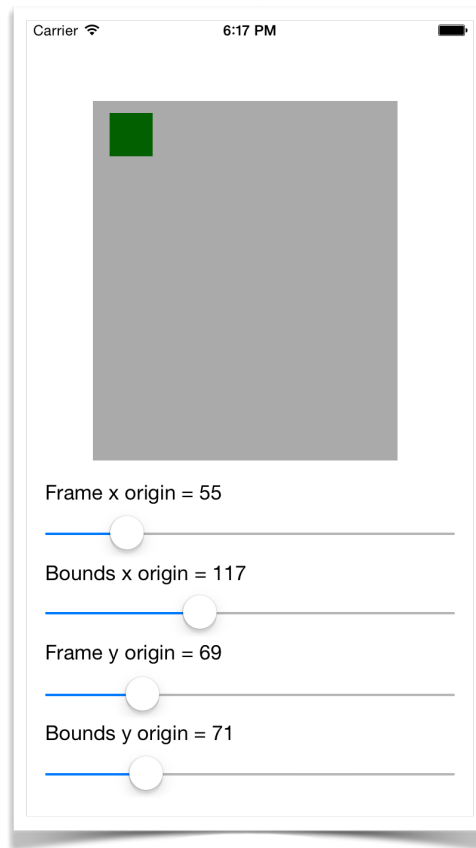 Carrier 6:17 PM
Frame x origin = 55
Bounds x origin = 117
Frame y origin = 69
Bounds y origin = 71